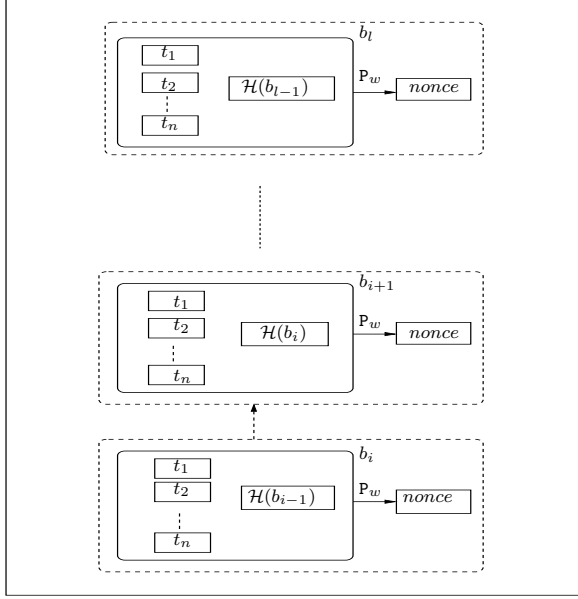 b_l
t_1
t_2 H(b_{l−1}) P_w nonce
t_n
b_{i+1}
t_1
t_2 H(b_i) P_w nonce
t_n
b_i
t_1
t_2 H(b_{i−1}) P_w nonce
t_n